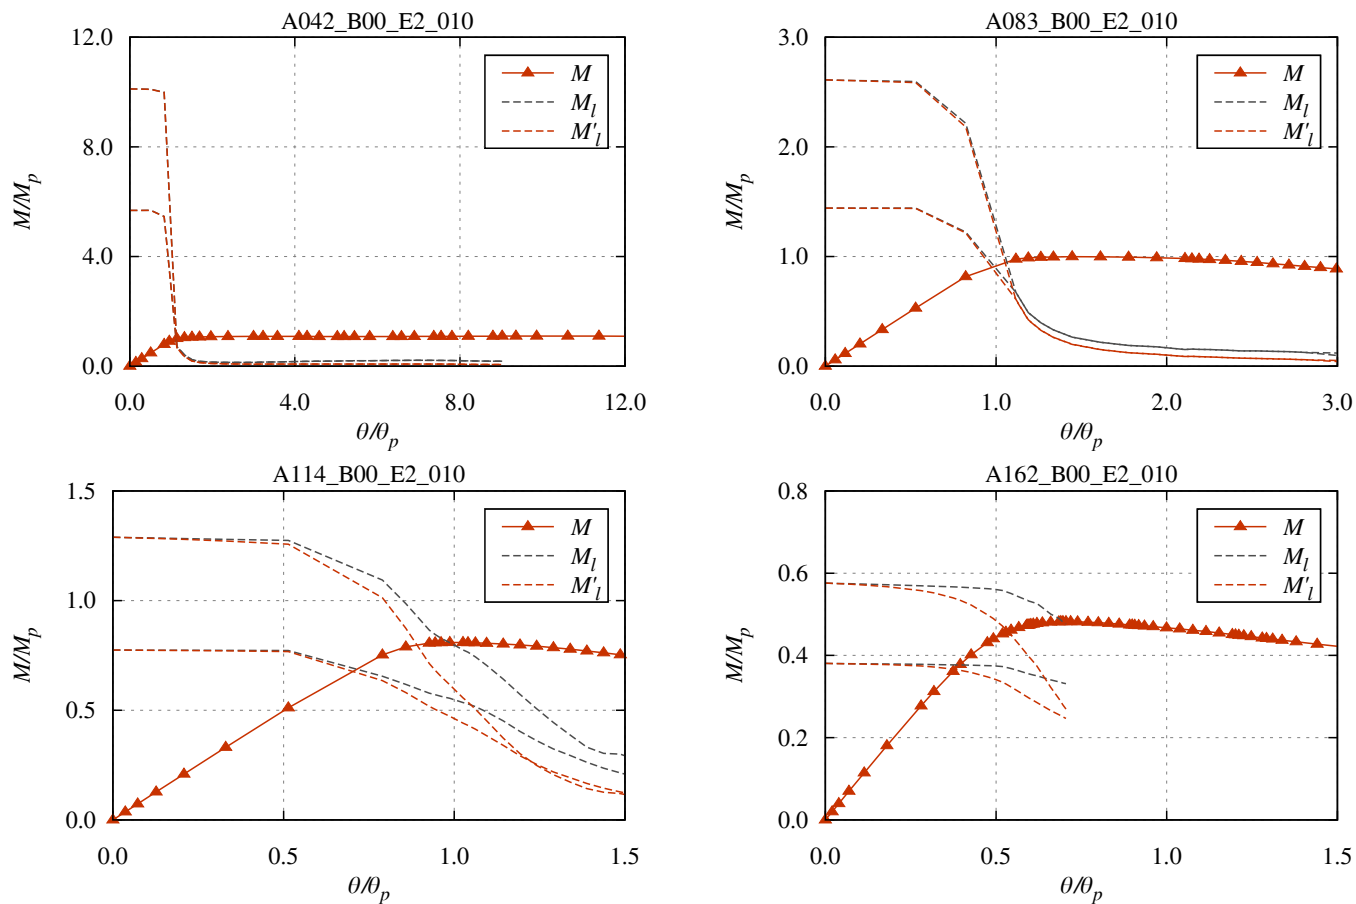 A042_B00_E2_010
12.0
8.0
4.0
0.0
M/M_p
M
M_l
M'_l
0.0 4.0 8.0 12.0
θ/θ_p
A083_B00_E2_010
3.0
2.0
1.0
0.0
M/M_p
M
M_l
M'_l
0.0 1.0 2.0 3.0
θ/θ_p
A114_B00_E2_010
1.5
1.0
0.5
0.0
M/M_p
M
M_l
M'_l
0.0 0.5 1.0 1.5
θ/θ_p
A162_B00_E2_010
0.8
0.6
0.4
0.2
0.0
M/M_p
M
M_l
M'_l
0.0 0.5 1.0 1.5
θ/θ_p